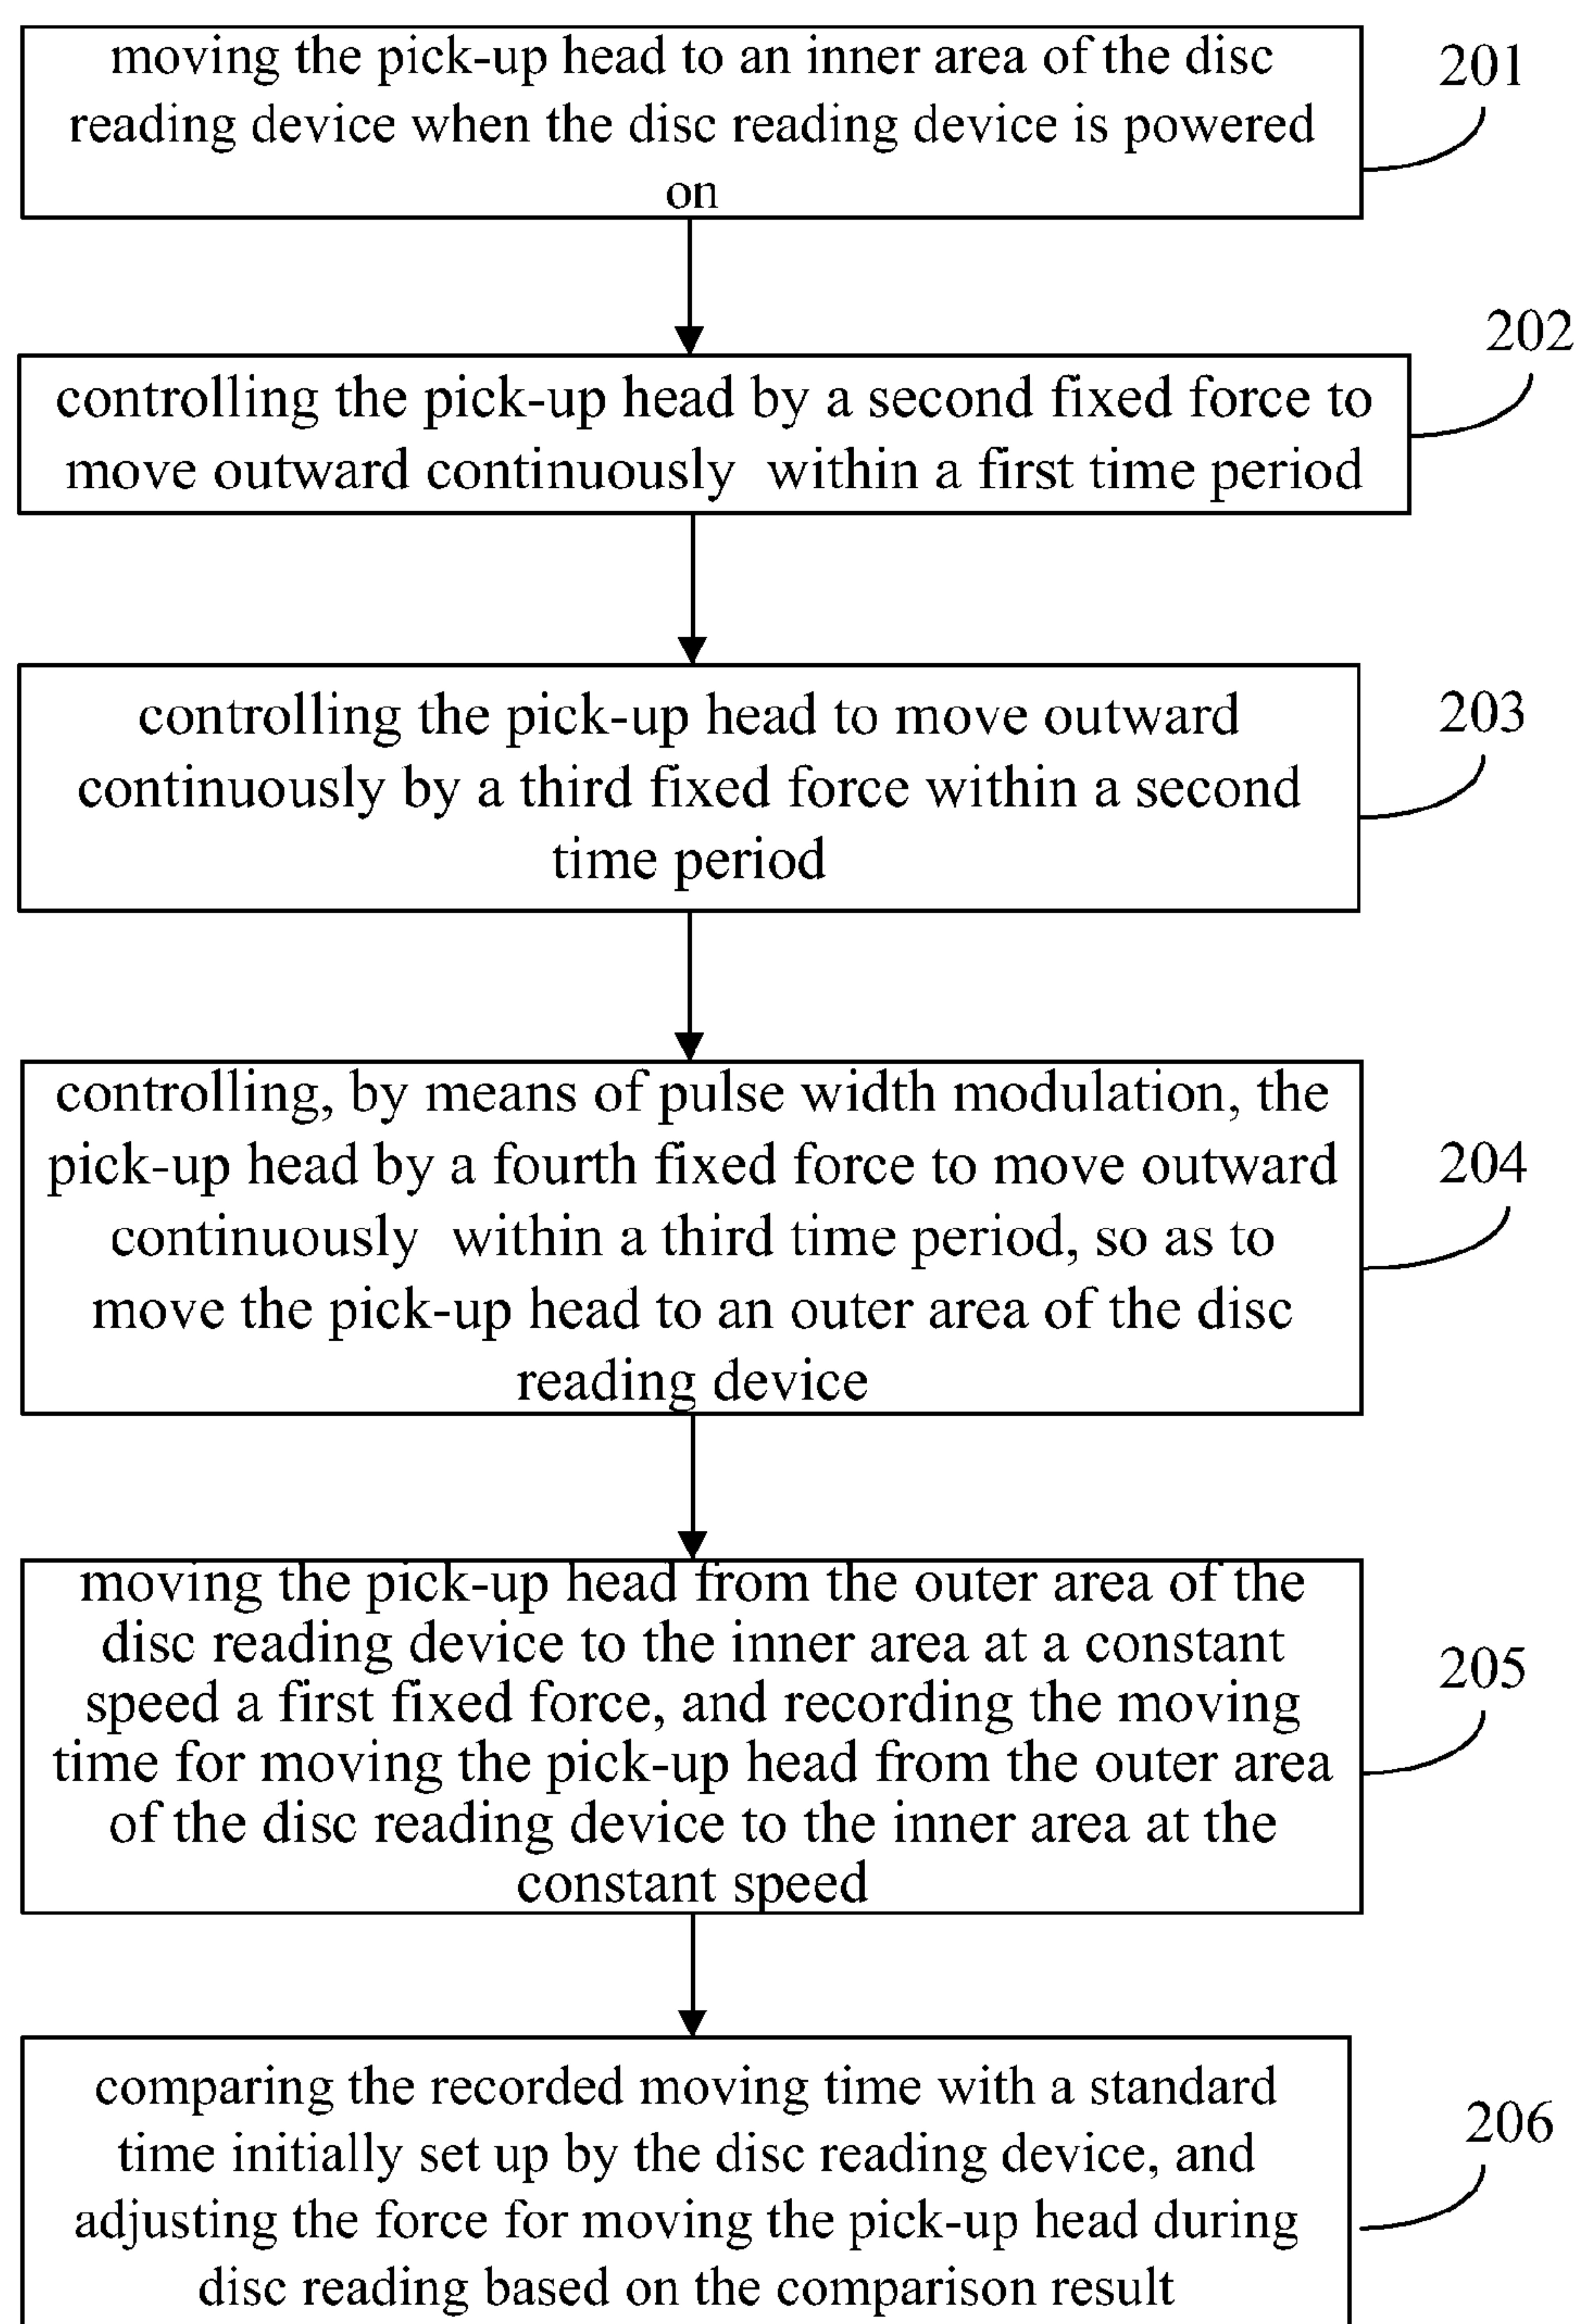 moving the pick-up head to an inner area of the disc
reading device when the disc reading device is powered
on
201
202
controlling the pick-up head by a second fixed force to
move outward continuously within a first time period
controlling the pick-up head to move outward
continuously by a third fixed force within a second
time period
203
controlling, by means of pulse width modulation, the
pick-up head by a fourth fixed force to move outward
continuously within a third time period, so as to
move the pick-up head to an outer area of the disc
reading device
204
moving the pick-up head from the outer area of the
disc reading device to the inner area at a constant
speed a first fixed force, and recording the moving
time for moving the pick-up head from the outer area
of the disc reading device to the inner area at the
constant speed
205
comparing the recorded moving time with a standard
time initially set up by the disc reading device, and
adjusting the force for moving the pick-up head during
disc reading based on the comparison result
206